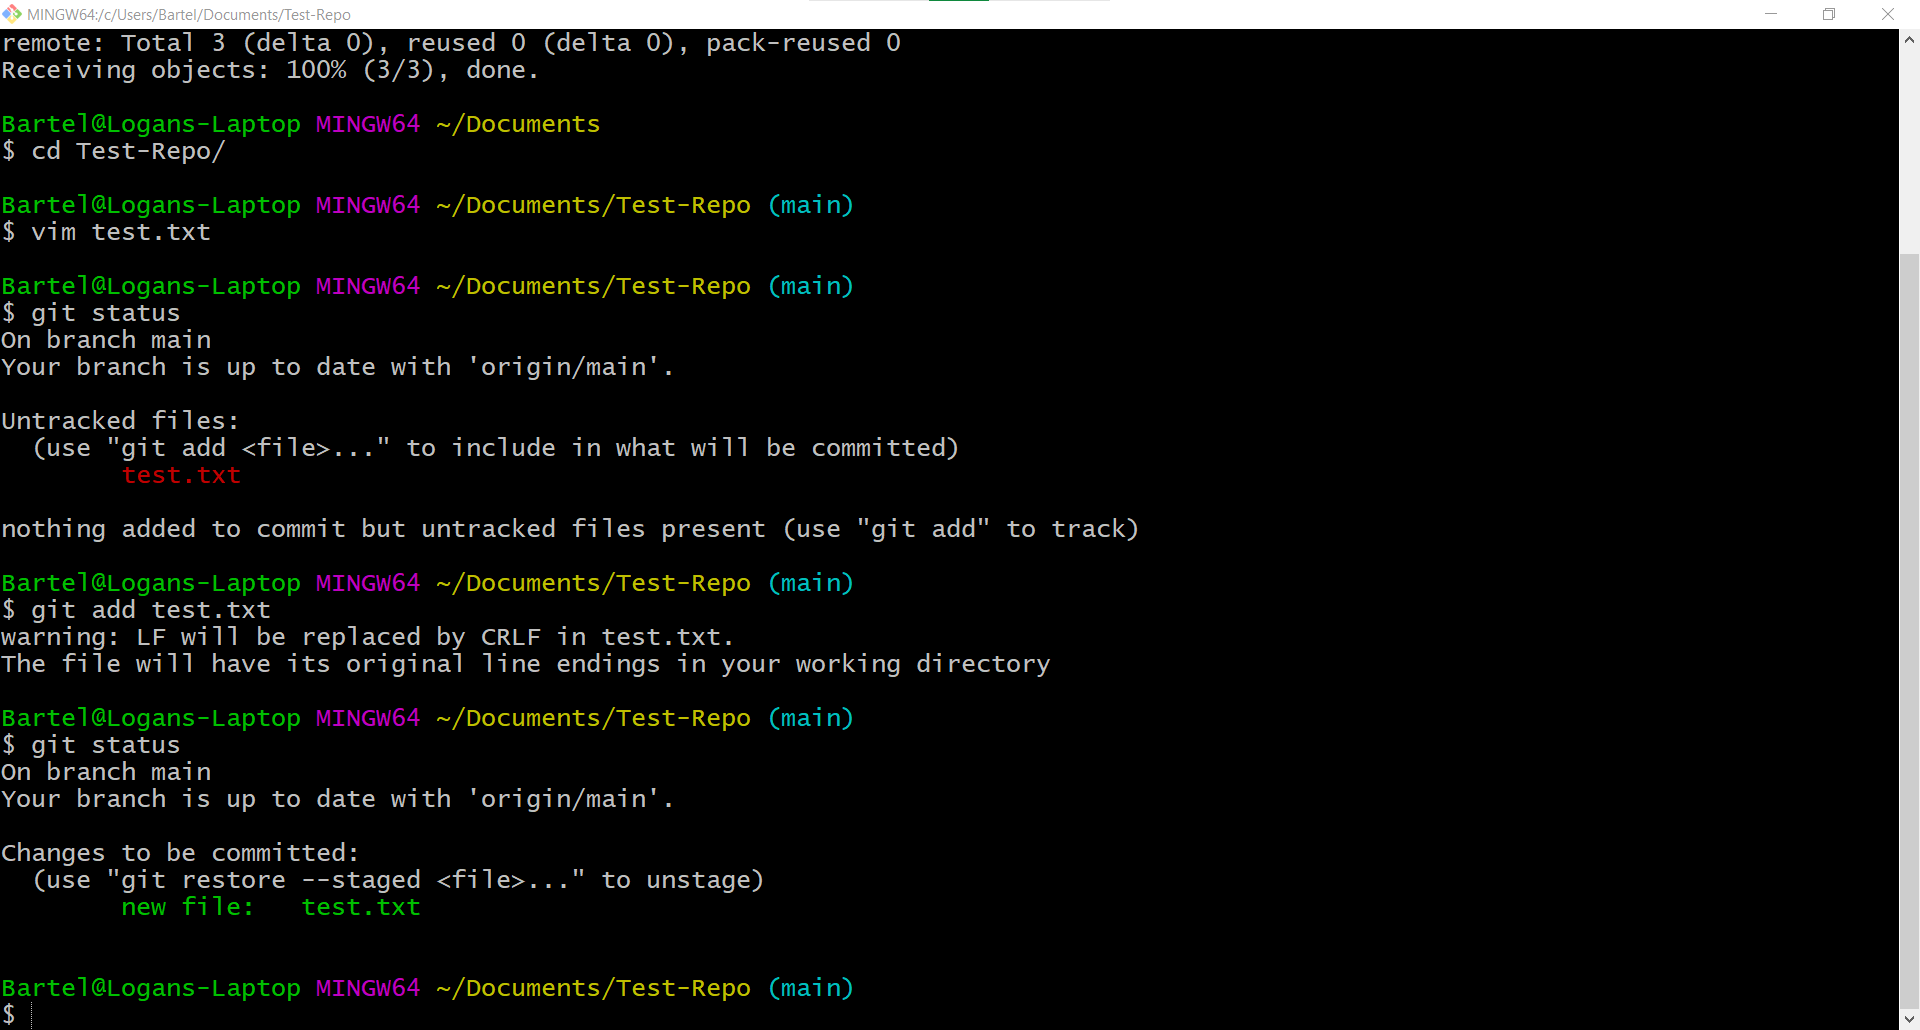 MINGW64:/c/Users/Bartel/Documents/Test-Repo
remote: Total 3 (delta 0), reused 0 (delta 0), pack-reused 0
Receiving objects: 100% (3/3), done.
Bartel@Logans-Laptop MINGW64 ~/Documents
$ cd Test-Repo/
Bartel@Logans-Laptop MINGW64 ~/Documents/Test-Repo (main)
$ vim test.txt
Bartel@Logans-Laptop MINGW64 ~/Documents/Test-Repo (main)
$ git status
On branch main
Your branch is up to date with 'origin/main'.
Untracked files:
  (use "git add <file>..." to include in what will be committed)
        test.txt
nothing added to commit but untracked files present (use "git add" to track)
Bartel@Logans-Laptop MINGW64 ~/Documents/Test-Repo (main)
$ git add test.txt
warning: LF will be replaced by CRLF in test.txt.
The file will have its original line endings in your working directory
Bartel@Logans-Laptop MINGW64 ~/Documents/Test-Repo (main)
$ git status
On branch main
Your branch is up to date with 'origin/main'.
Changes to be committed:
  (use "git restore --staged <file>..." to unstage)
        new file:   test.txt
Bartel@Logans-Laptop MINGW64 ~/Documents/Test-Repo (main)
$